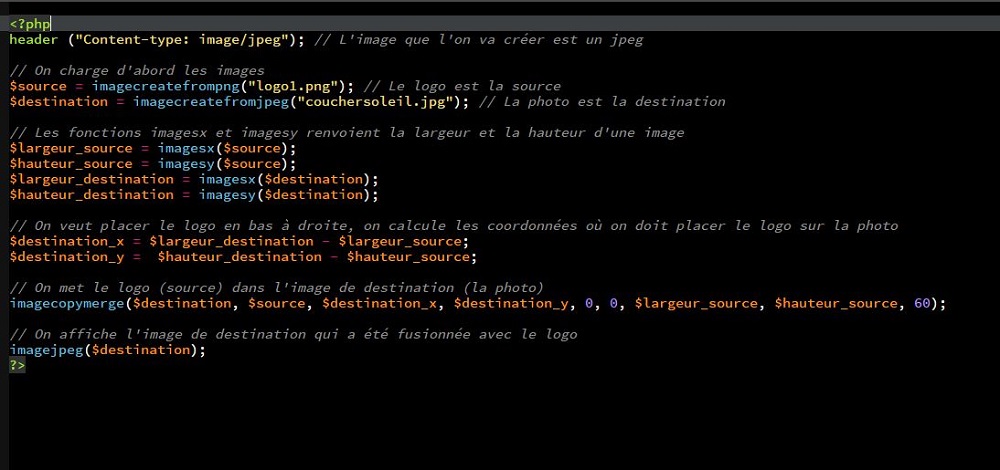 <?php
header ("Content-type: image/jpeg"); // L'image que l'on va créer est un jpeg
// On charge d'abord les images
$source = imagecreatefrompng("logo1.png"); // Le logo est la source
$destination = imagecreatefromjpeg("couchersoleil.jpg"); // La photo est la destination
// Les fonctions imagesx et imagesy renvoient la largeur et la hauteur d'une image
$largeur_source = imagesx($source);
$hauteur_source = imagesy($source);
$largeur_destination = imagesx($destination);
$hauteur_destination = imagesy($destination);
// On veut placer le logo en bas à droite, on calcule les coordonnées où on doit placer le logo sur la photo
$destination_x = $largeur_destination - $largeur_source;
$destination_y =  $hauteur_destination - $hauteur_source;
// On met le logo (source) dans l'image de destination (la photo)
imagecopymerge($destination, $source, $destination_x, $destination_y, 0, 0, $largeur_source, $hauteur_source, 60);
// On affiche l'image de destination qui a été fusionnée avec le logo
imagejpeg($destination);
?>